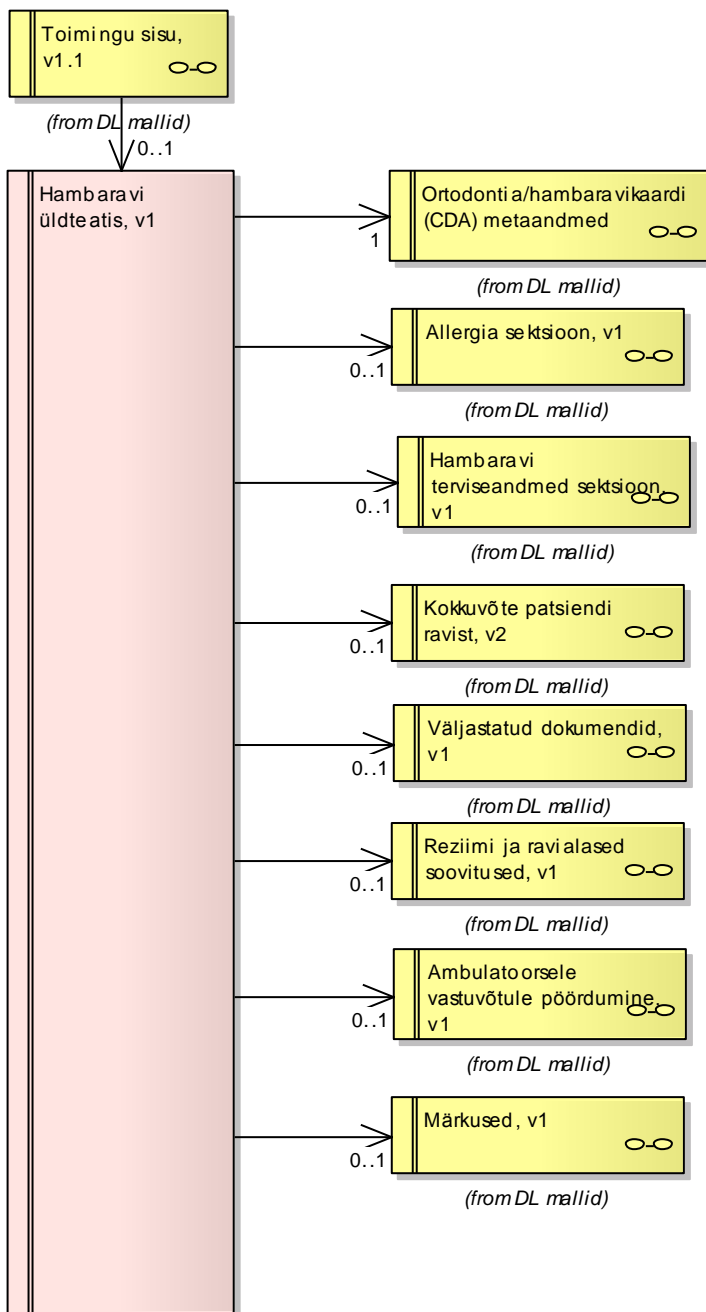 Toimingu sisu,
v1.1
(from DL mallid)
0..1
Hambaravi
üldteatis, v1
Ortodontia/hambaravikaardi
(CDA) metaandmed
1
(from DL mallid)
Allergia sektsioon, v1
0..1
(from DL mallid)
Hambaravi
terviseandmed sektsioon,
v1
0..1
(from DL mallid)
Kokkuvõte patsiendi
ravist, v2
0..1
(from DL mallid)
Väljastatud dokumendid,
v1
0..1
(from DL mallid)
Reziimi ja ravialased
soovitused, v1
0..1
(from DL mallid)
Ambulatoorsele
vastuvõtule pöördumine,
v1
0..1
(from DL mallid)
Märkused, v1
0..1
(from DL mallid)